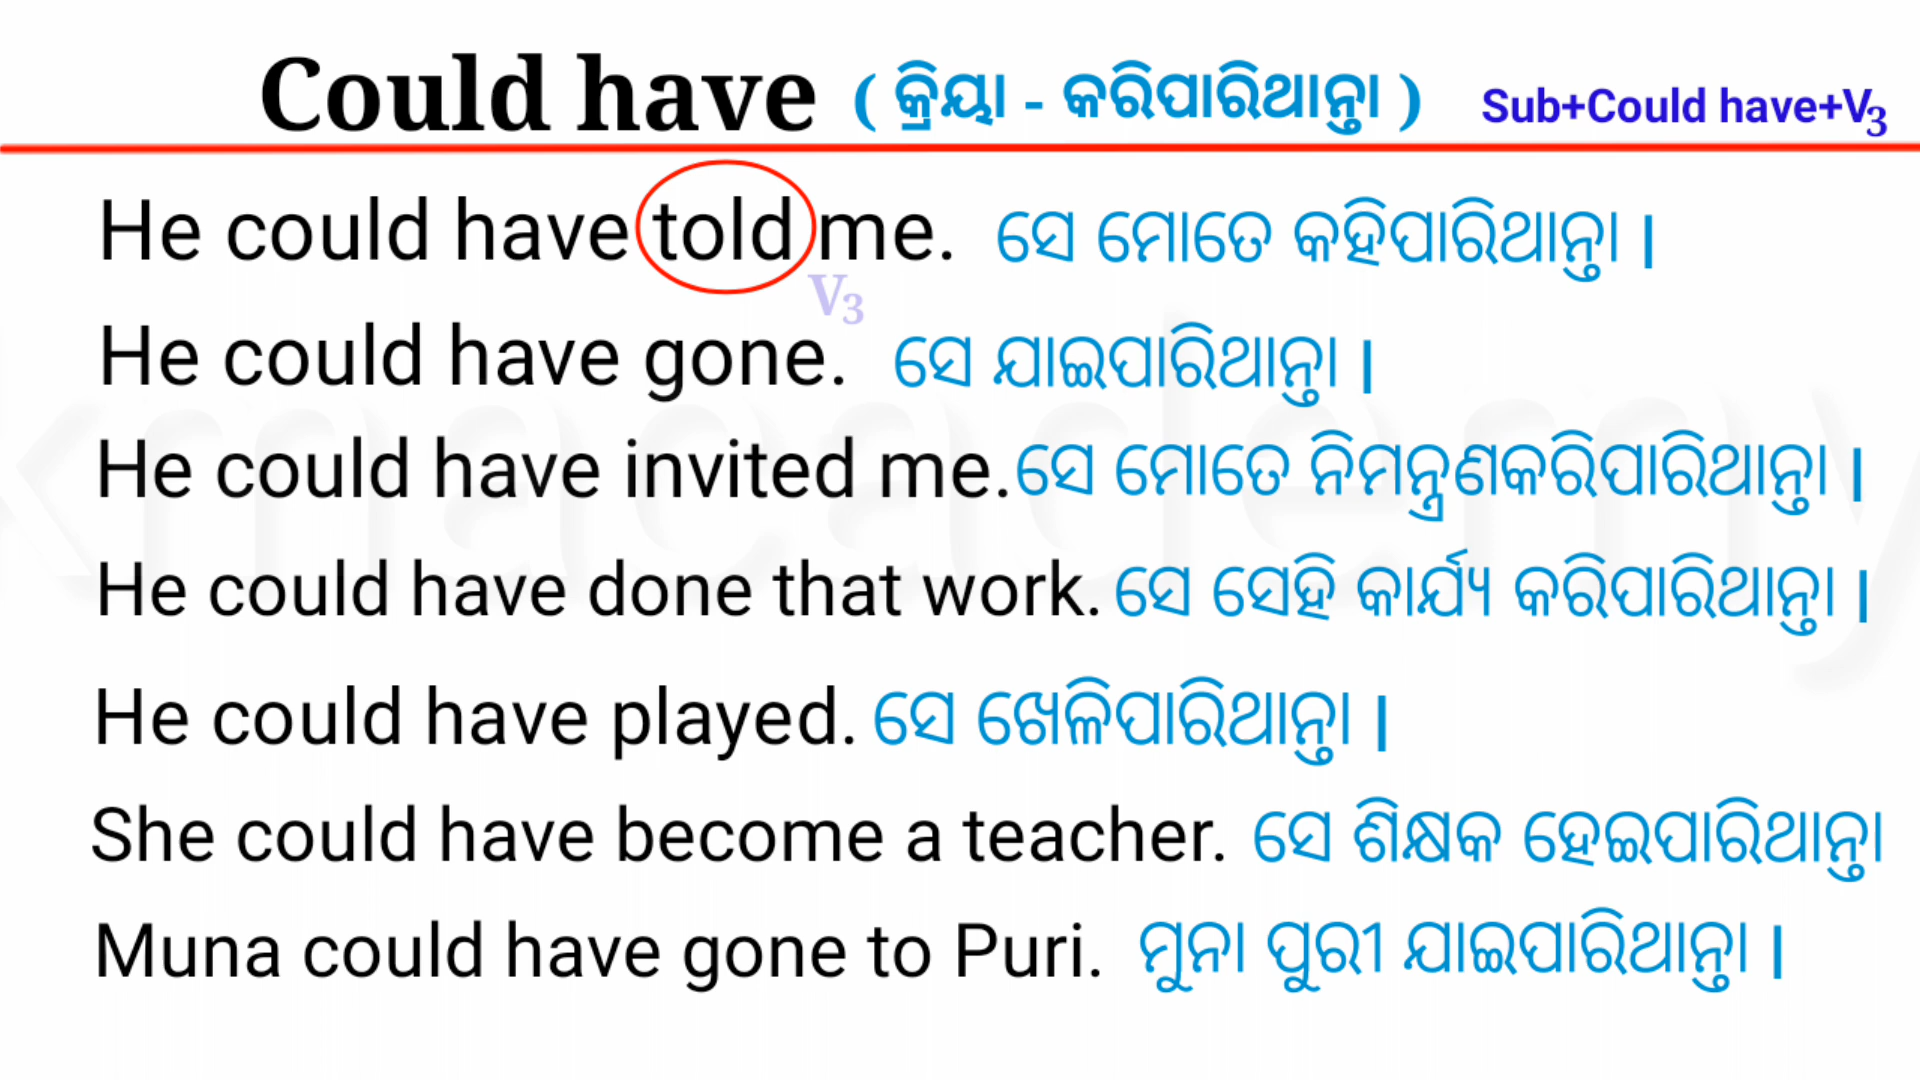 Could have ( କ୍ରିୟା - କରିପାରିଥାନ୍ତା ) Sub+Could have+V₃
He could have told me. ସେ ମୋତେ କହିପାରିଥାନ୍ତା |
V₃
He could have gone. ସେ ଯାଇପାରିଥାନ୍ତା |
He could have invited me. ସେ ମୋତେ ନିମନ୍ତ୍ରଣକରିପାରିଥାନ୍ତା |
He could have done that work. ସେ ସେହି କାର୍ଯ୍ୟ କରିପାରିଥାନ୍ତା |
He could have played. ସେ ଖେଳିପାରିଥାନ୍ତା |
She could have become a teacher. ସେ ଶିକ୍ଷକ ହେଇପାରିଥାନ୍ତା
Muna could have gone to Puri. ମୁନା ପୁରୀ ଯାଇପାରିଥାନ୍ତା |
kmacademy